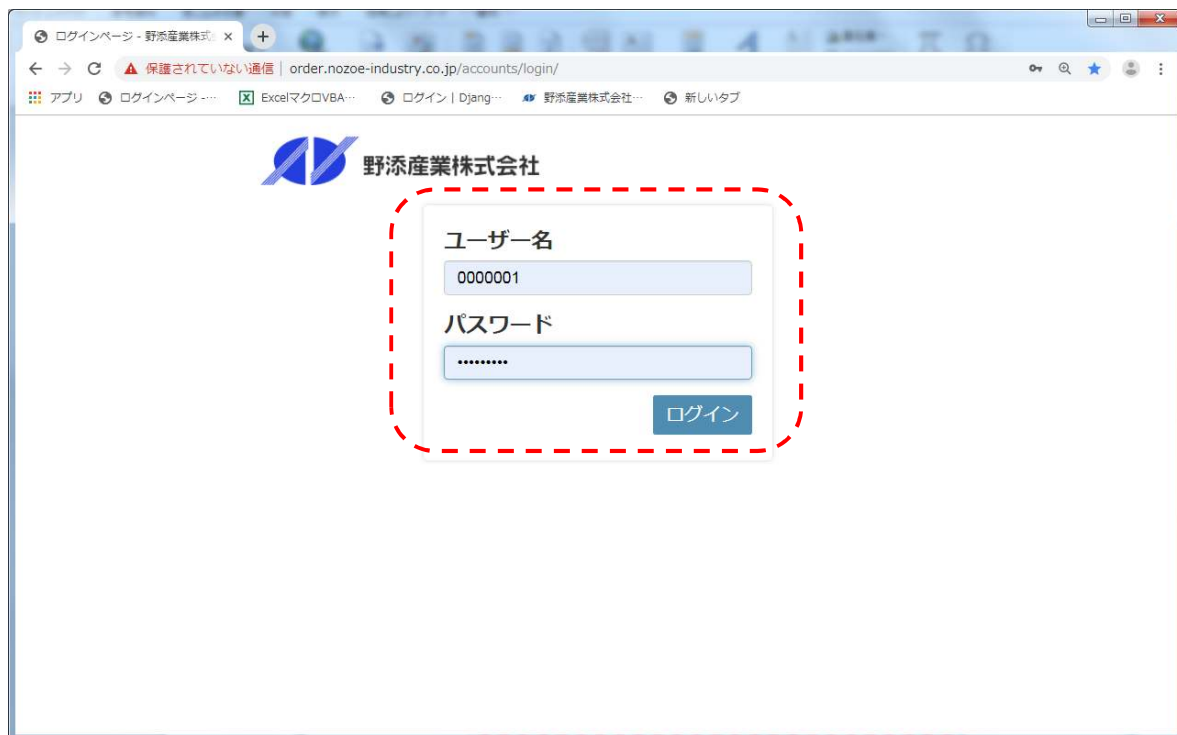 ログインページ - 野添産業株式
保護されていない通信 | order.nozoe-industry.co.jp/accounts/login/
アプリ ログインページ -… ExcelマクロVBA… ログイン | Djang… 野添産業株式会社… 新しいタブ
野添産業株式会社
ユーザー名
0000001
パスワード
•••••••••
ログイン